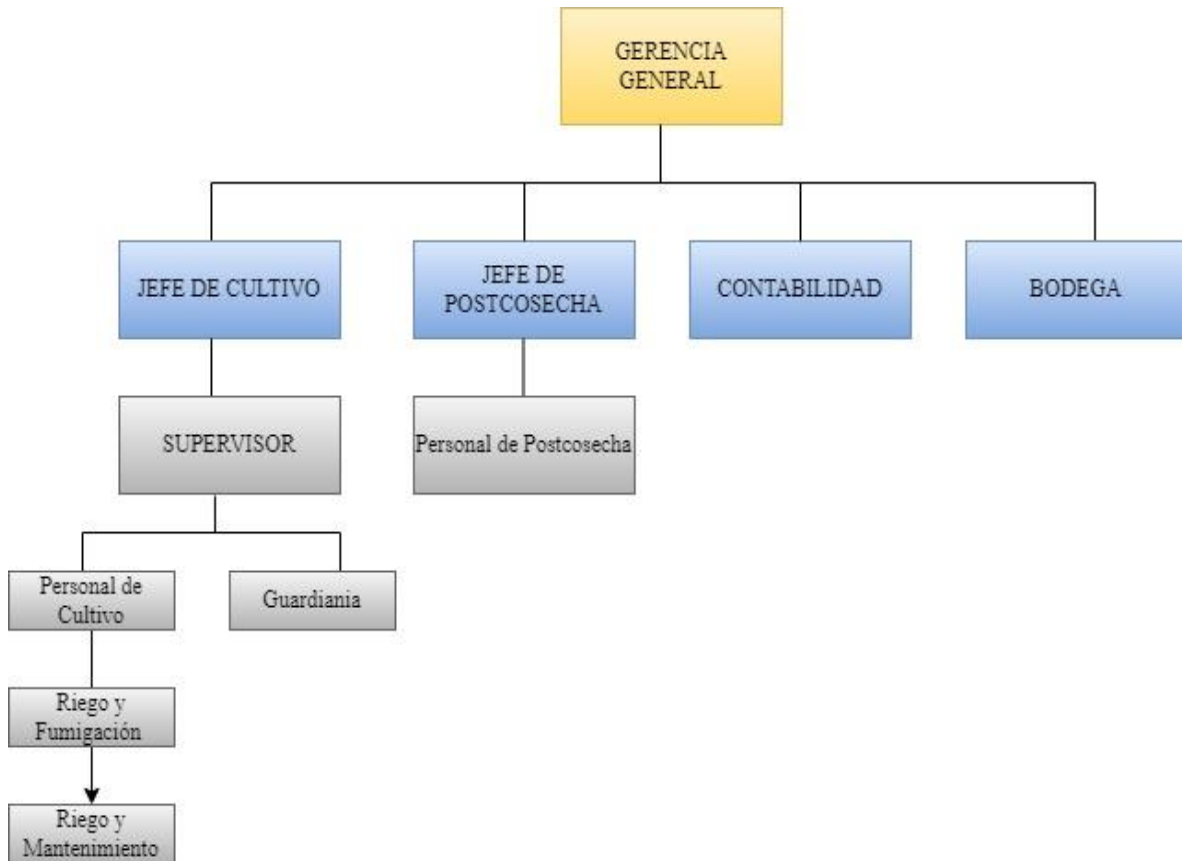 GERENCIA
GENERAL
JEFE DE CULTIVO
JEFE DE
POSTCOSECHA
CONTABILIDAD
BODEGA
SUPERVISOR
Personal de Postcosecha
Personal de
Cultivo
Guardiania
Riego y
Fumigación
Riego y
Mantenimiento